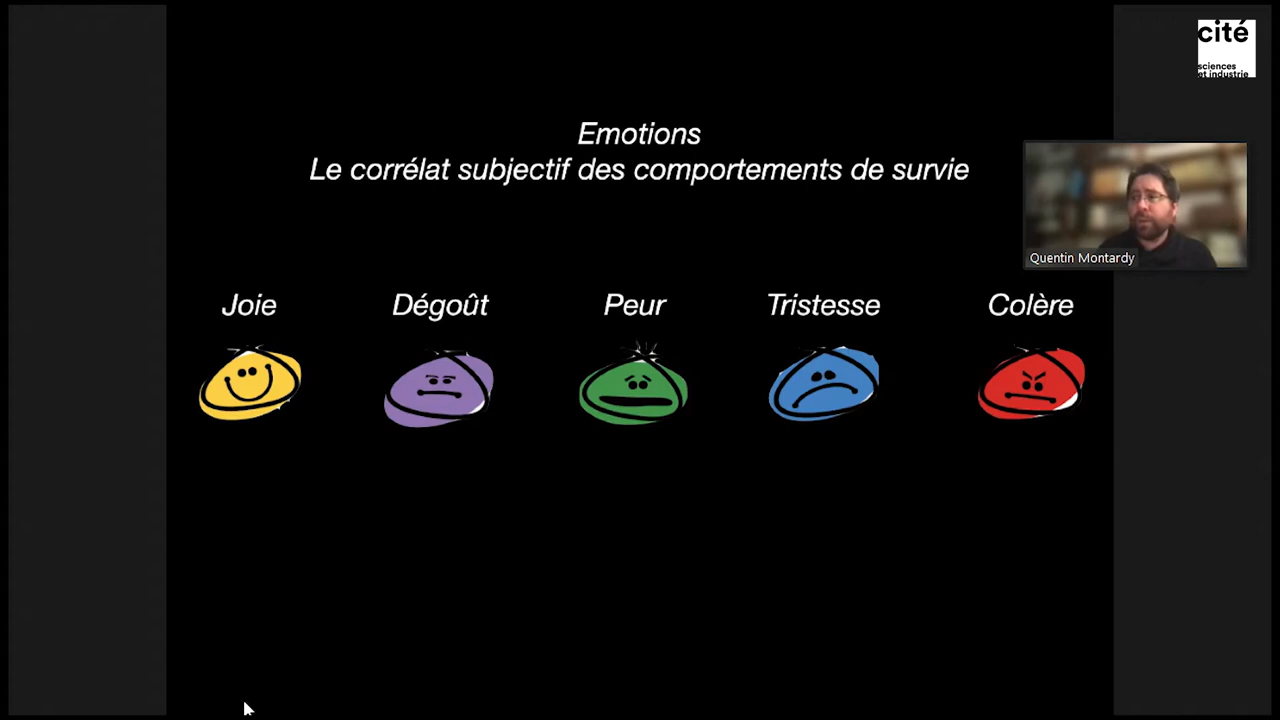 cité
sciences
et industrie
Emotions
Le corrélat subjectif des comportements de survie
Quentin Montardy
Joie
Dégoût
Peur
Tristesse
Colère